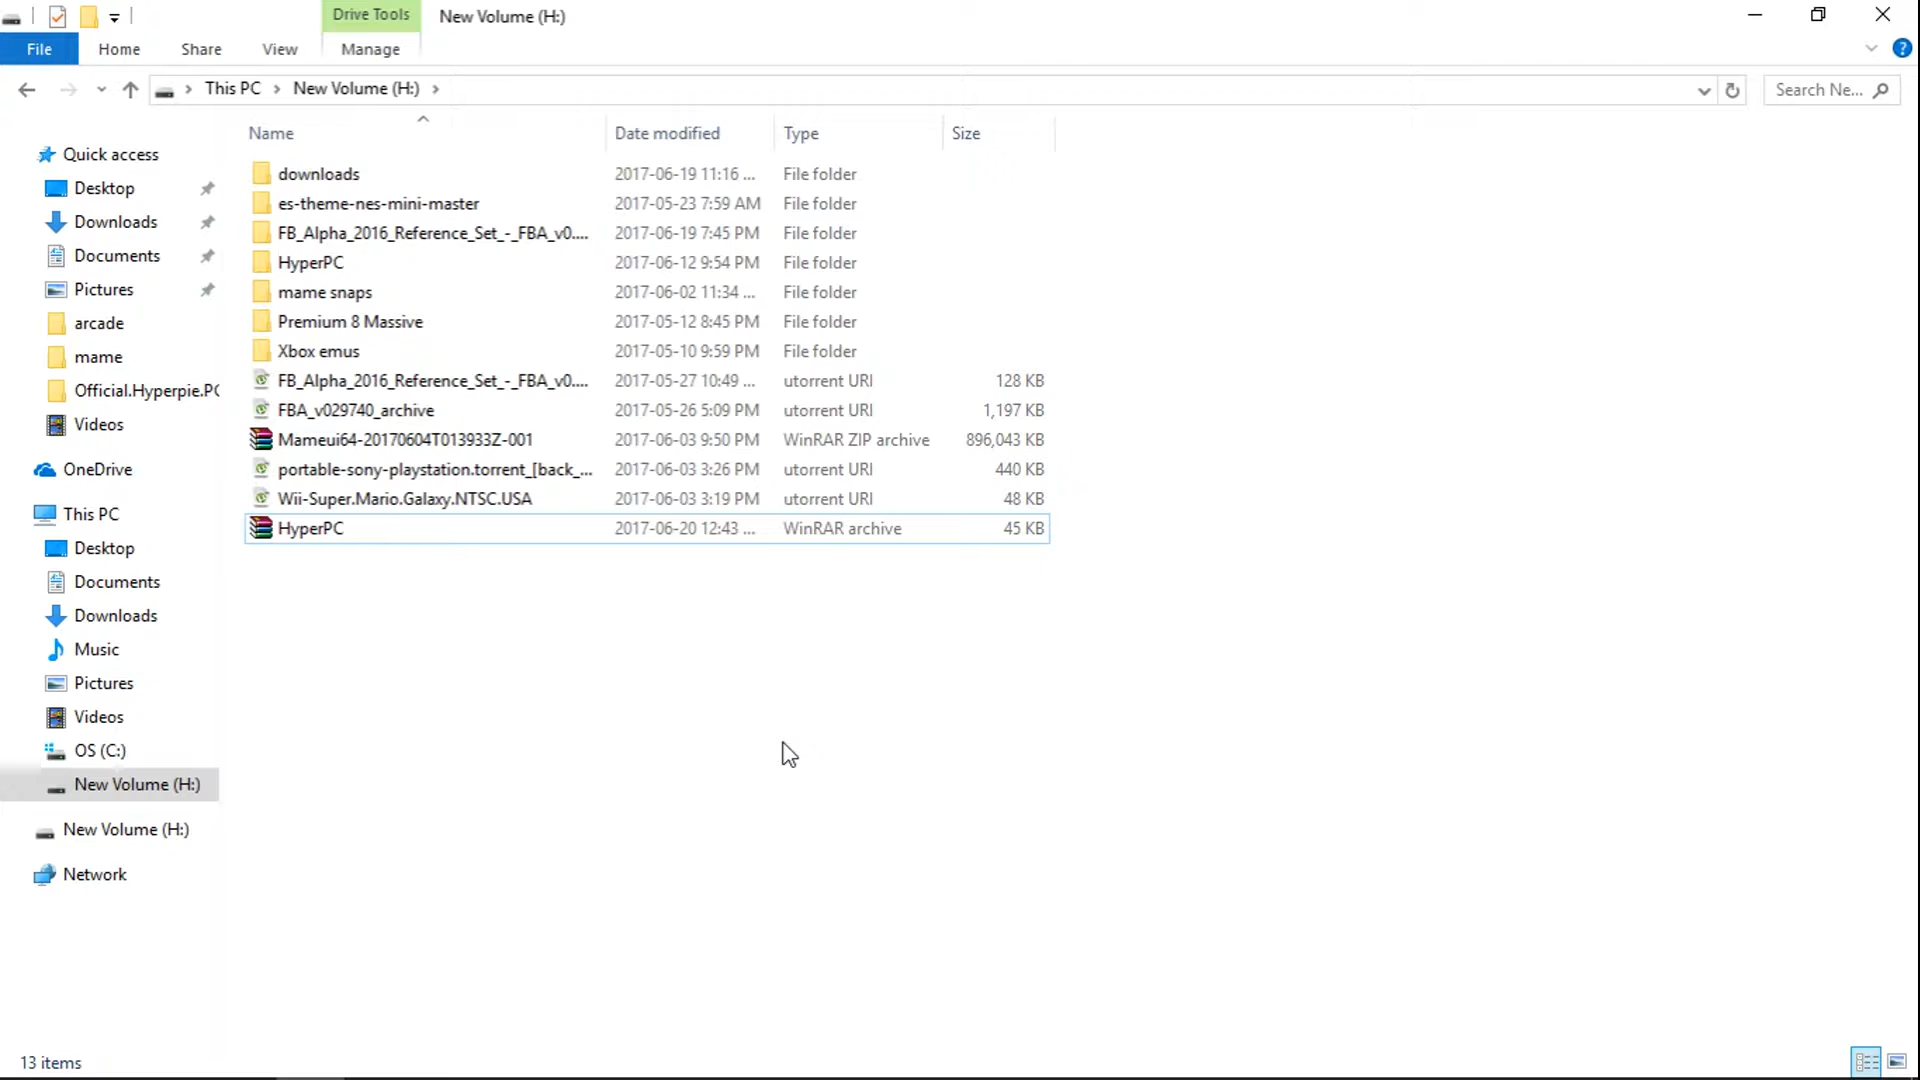 Drive Tools New Volume (H:)
File Home Share View Manage
This PC New Volume (H:) Search Ne...
Name Date modified Type Size
Quick access
Desktop
Downloads
Documents
Pictures
arcade
mame
Official.Hyperpie.PC
Videos
OneDrive
This PC
Desktop
Documents
Downloads
Music
Pictures
Videos
OS (C:)
New Volume (H:)
New Volume (H:)
Network
downloads 2017-06-19 11:16 ... File folder
es-theme-nes-mini-master 2017-05-23 7:59 AM File folder
FB_Alpha_2016_Reference_Set_-_FBA_v0.... 2017-06-19 7:45 PM File folder
HyperPC 2017-06-12 9:54 PM File folder
mame snaps 2017-06-02 11:34 ... File folder
Premium 8 Massive 2017-05-12 8:45 PM File folder
Xbox emus 2017-05-10 9:59 PM File folder
FB_Alpha_2016_Reference_Set_-_FBA_v0.... 2017-05-27 10:49 ... utorrent URI 128 KB
FBA_v029740_archive 2017-05-26 5:09 PM utorrent URI 1,197 KB
Mameui64-20170604T013933Z-001 2017-06-03 9:50 PM WinRAR ZIP archive 896,043 KB
portable-sony-playstation.torrent_[back_... 2017-06-03 3:26 PM utorrent URI 440 KB
Wii-Super.Mario.Galaxy.NTSC.USA 2017-06-03 3:19 PM utorrent URI 48 KB
HyperPC 2017-06-20 12:43 ... WinRAR archive 45 KB
13 items